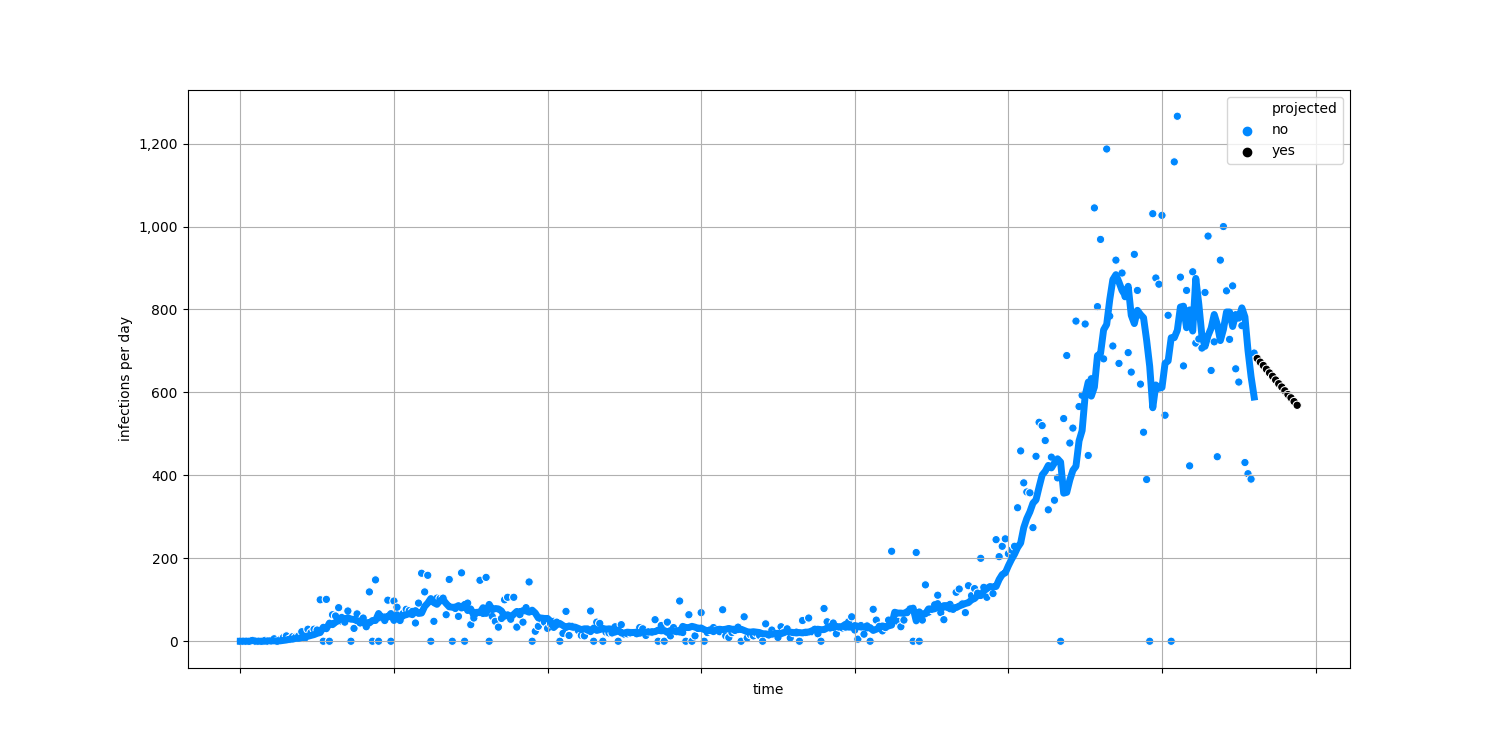 projected
no
yes
1,200
1,000
800
600
400
200
0
infections per day
time